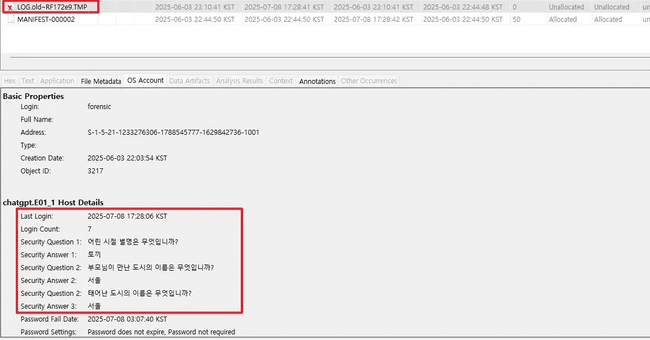 LOG.old~RF172e9.TMP 2025-06-03 23:10:41 KST 2025-07-08 17:28:41 KST 2025-06-03 23:10:41 KST 2025-06-03 22:44:48 KST 0 Unallocated Unallocated
MANIFEST-000002 2025-06-03 22:44:50 KST 2025-07-08 17:28:42 KST 2025-06-03 22:44:50 KST 2025-06-03 22:44:50 KST 50 Allocated Allocated
Hex Text Application File Metadata OS Account Data Artifacts Analysis Results Context Annotations Other Occurrences
Basic Properties
Login: forensic
Full Name:
Address: S-1-5-21-1233276306-1788545777-1629842736-1001
Type:
Creation Date: 2025-06-03 22:03:54 KST
Object ID: 3217
chatgpt.E01_1 Host Details
Last Login: 2025-07-08 17:28:06 KST
Login Count: 7
Security Question 1: 어린 시절 별명은 무엇입니까?
Security Answer 1: 토끼
Security Question 2: 부모님이 만난 도시의 이름은 무엇입니까?
Security Answer 2: 서울
Security Question 2: 태어난 도시의 이름은 무엇입니까?
Security Answer 3: 서울
Password Fail Date: 2025-07-08 03:07:40 KST
Password Settings: Password does not expire, Password not required